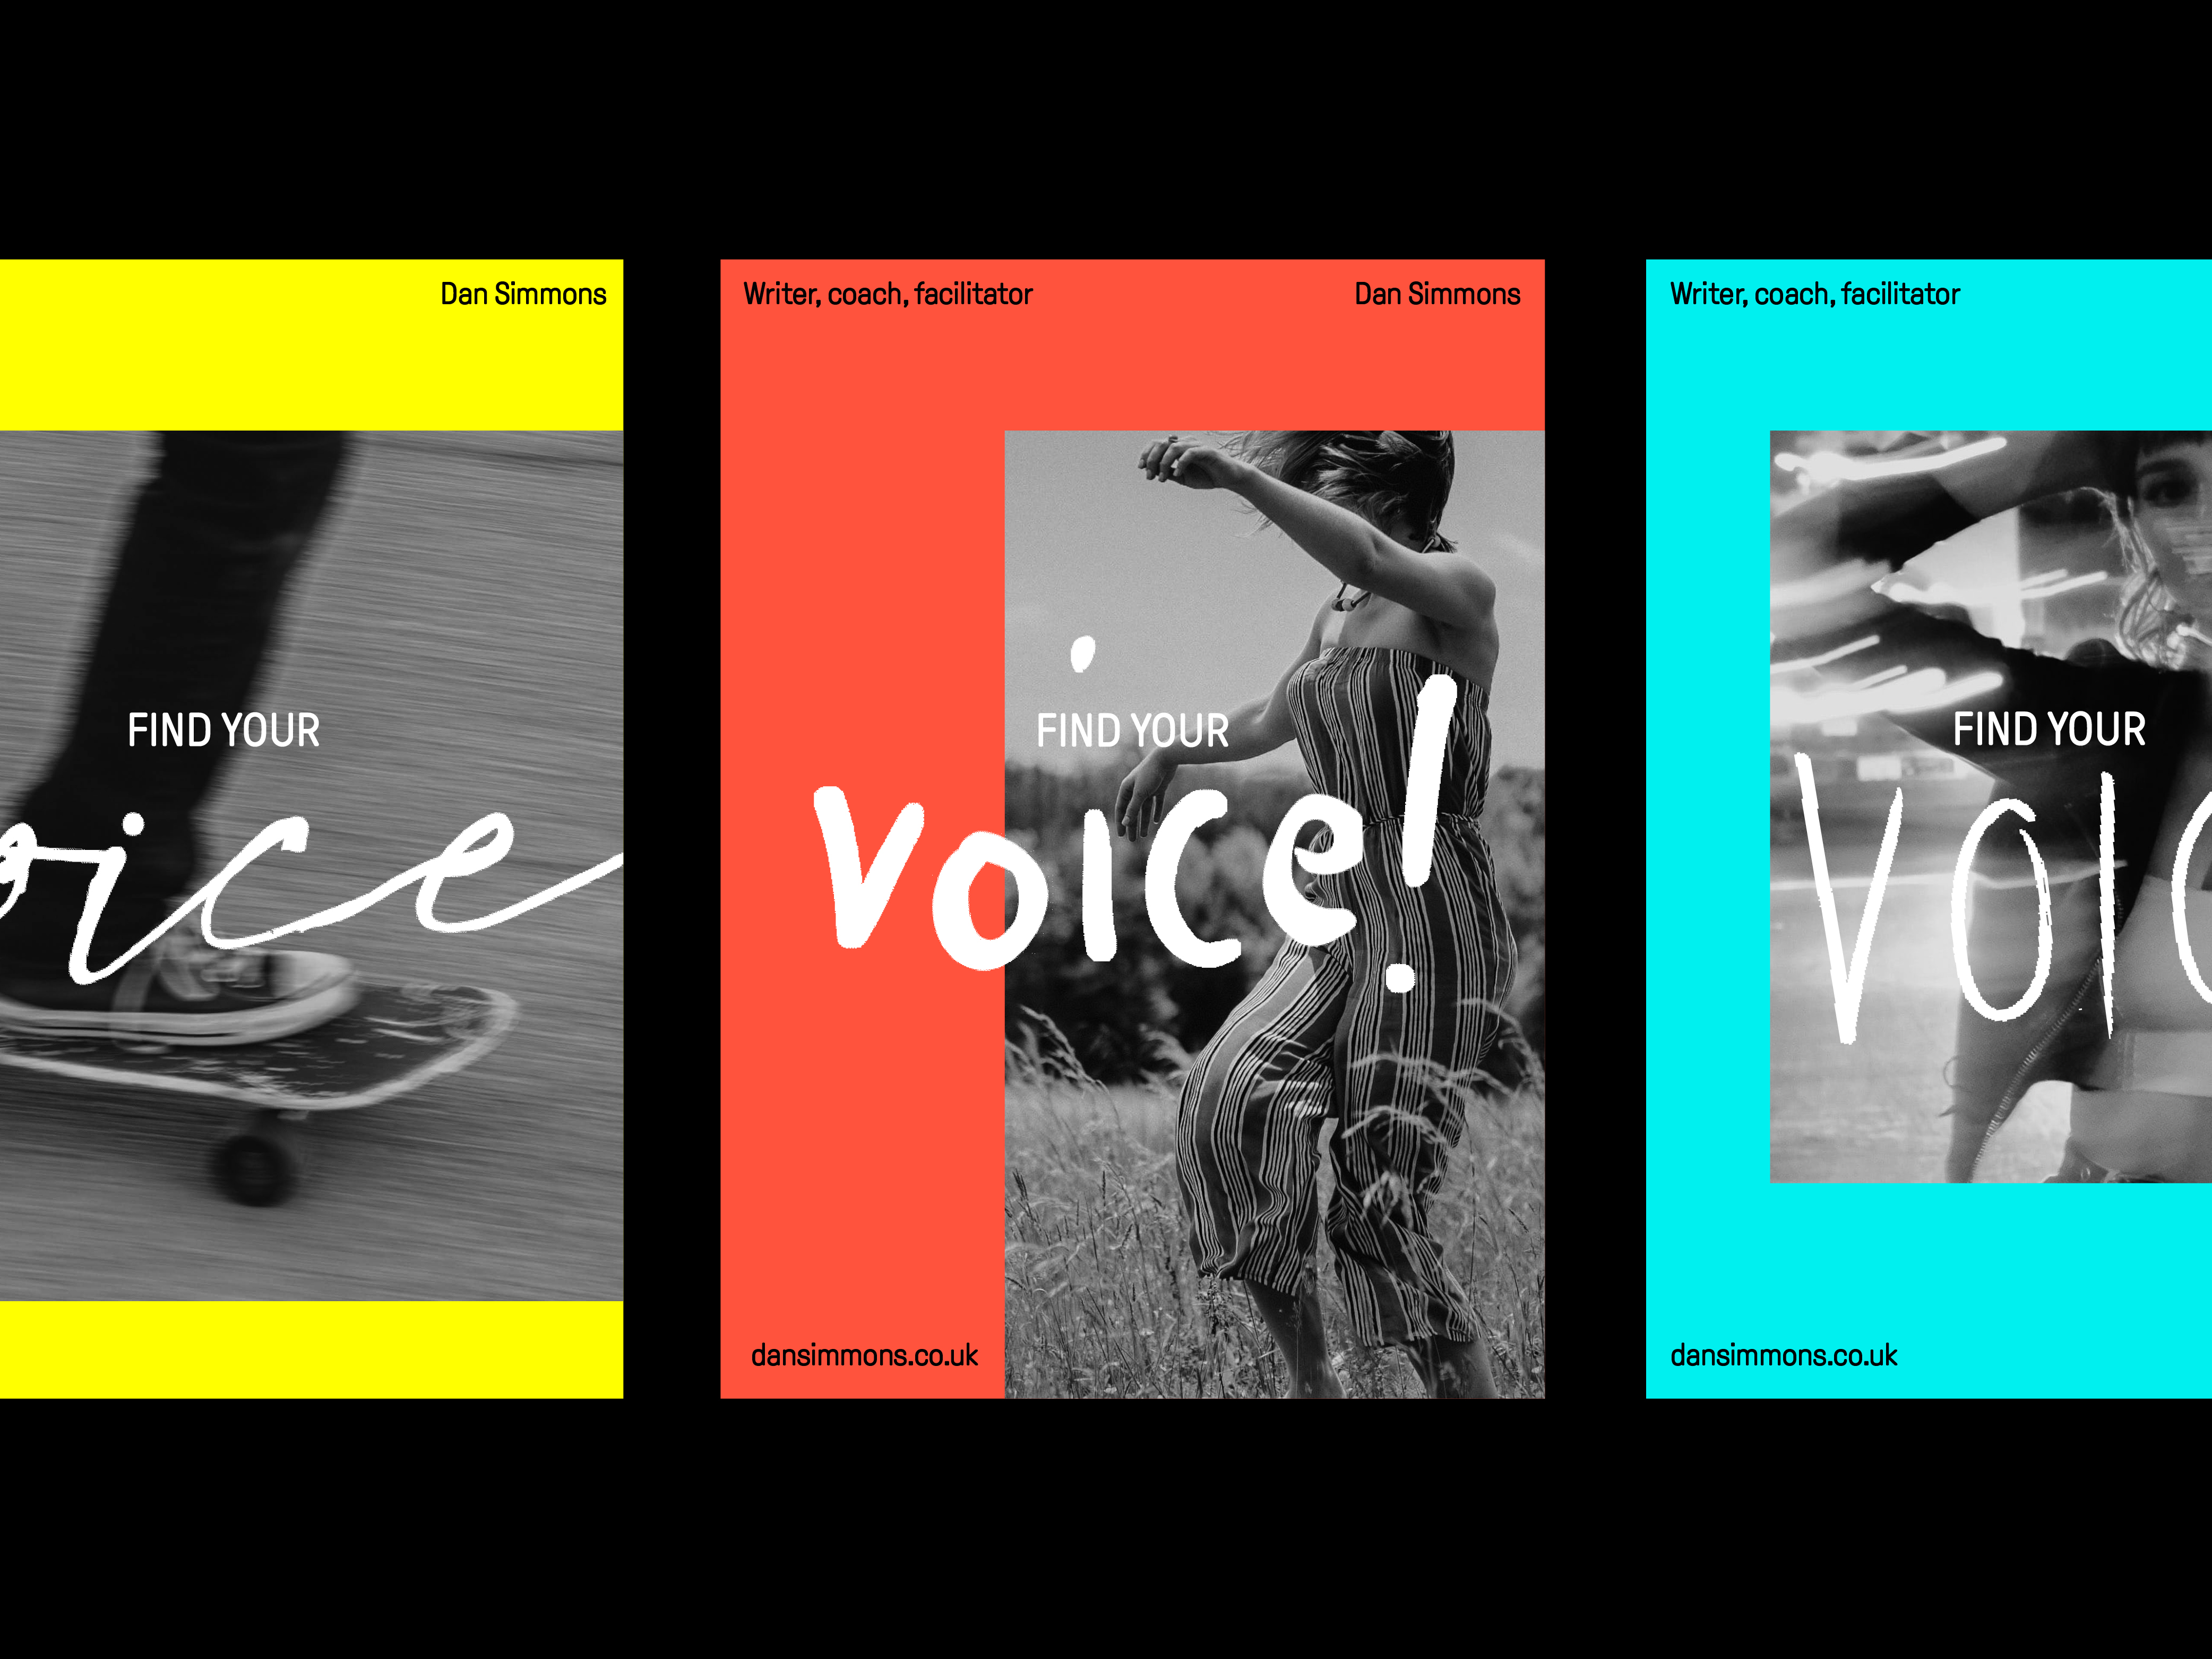 Dan Simmons
FIND YOUR
oice
Writer, coach, facilitator
Dan Simmons
FIND YOUR
voice!
dansimmons.co.uk
Writer, coach, facilitator
FIND YOUR
VOIC
dansimmons.co.uk